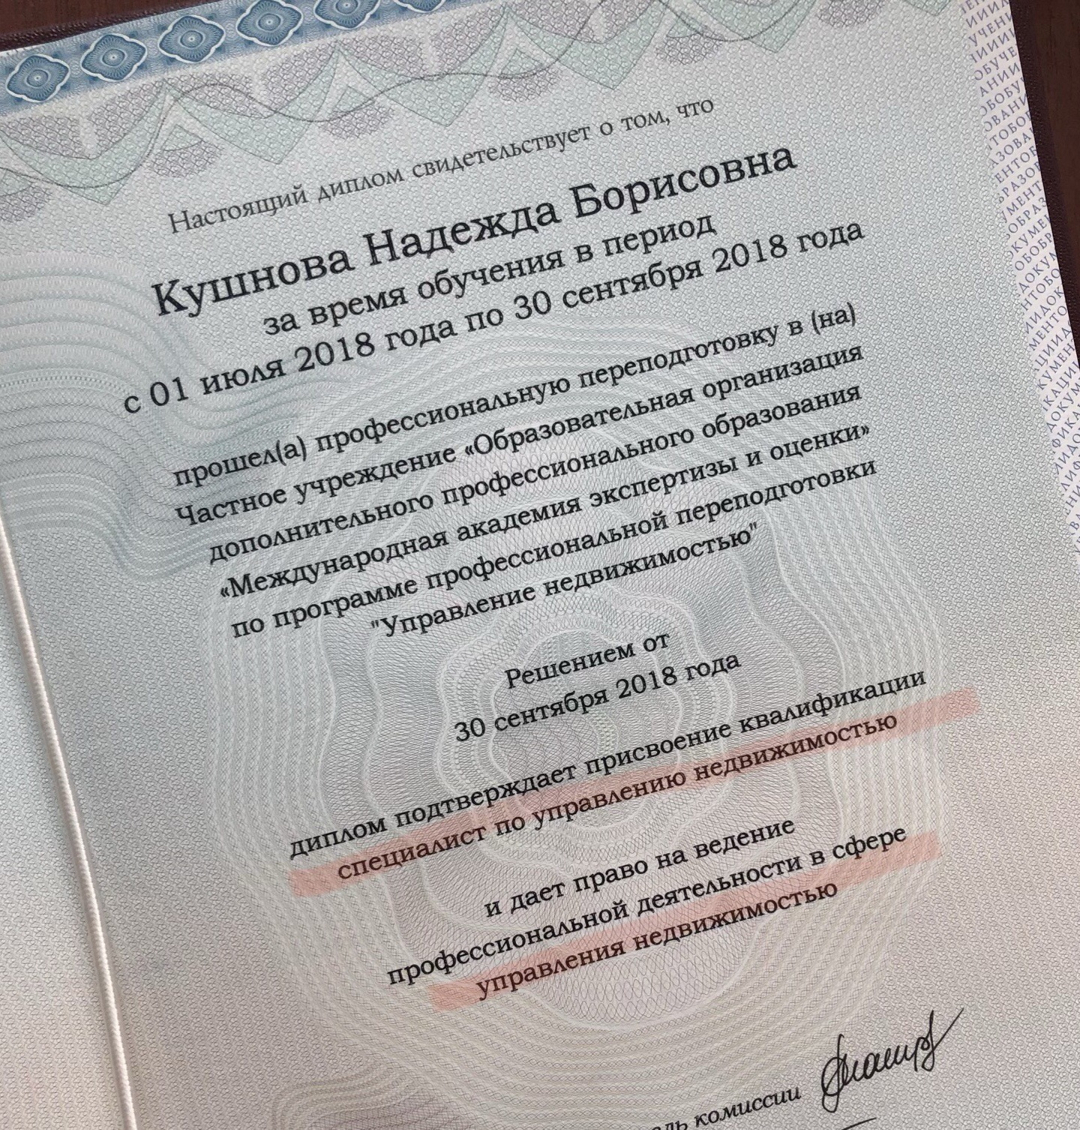 Настоящий диплом свидетельствует о том, что
Кушнова Надежда Борисовна
за время обучения в период
с 01 июля 2018 года по 30 сентября 2018 года
прошел(а) профессиональную переподготовку в (на)
Частное учреждение «Образовательная организация
дополнительного профессионального образования
«Международная академия экспертизы и оценки»
по программе профессиональной переподготовки
"Управление недвижимостью"
Решением от
30 сентября 2018 года
диплом подтверждает присвоение квалификации
специалист по управлению недвижимостью
и дает право на ведение
профессиональной деятельности в сфере
управления недвижимостью
комиссии